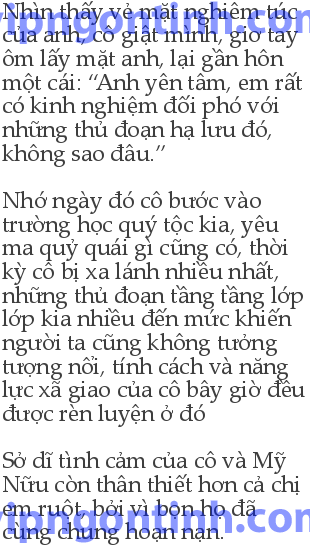 Nhìn thấy vẻ mặt nghiêm túc
của anh, cô giật mình, giơ tay
ôm lấy mặt anh, lại gần hôn
một cái: “Anh yên tâm, em rất
có kinh nghiệm đối phó với
những thủ đoạn hạ lưu đó,
không sao đâu.”
Nhớ ngày đó cô bước vào
trường học quý tộc kia, yêu
ma quỷ quái gì cũng có, thời
kỳ cô bị xa lánh nhiều nhất,
những thủ đoạn tầng tầng lớp
lớp kia nhiều đến mức khiến
người ta cũng không tưởng
tượng nổi, tính cách và năng
lực xã giao của cô bây giờ đều
được rèn luyện ở đó
Sở dĩ tình cảm của cô và Mỹ
Nữu còn thân thiết hơn cả chị
em ruột, bởi vì bọn họ đã
cùng chung hoạn nạn.